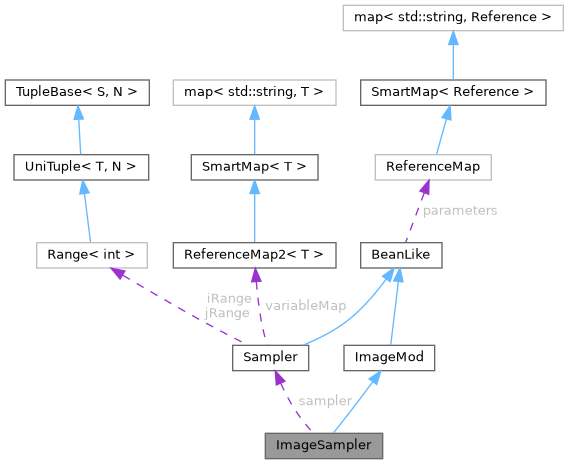 map< std::string, Reference >
TupleBase< S, N >
map< std::string, T >
SmartMap< Reference >
UniTuple< T, N >
SmartMap< T >
ReferenceMap
parameters
Range< int >
ReferenceMap2< T >
BeanLike
iRange
jRange
variableMap
Sampler
ImageMod
sampler
ImageSampler